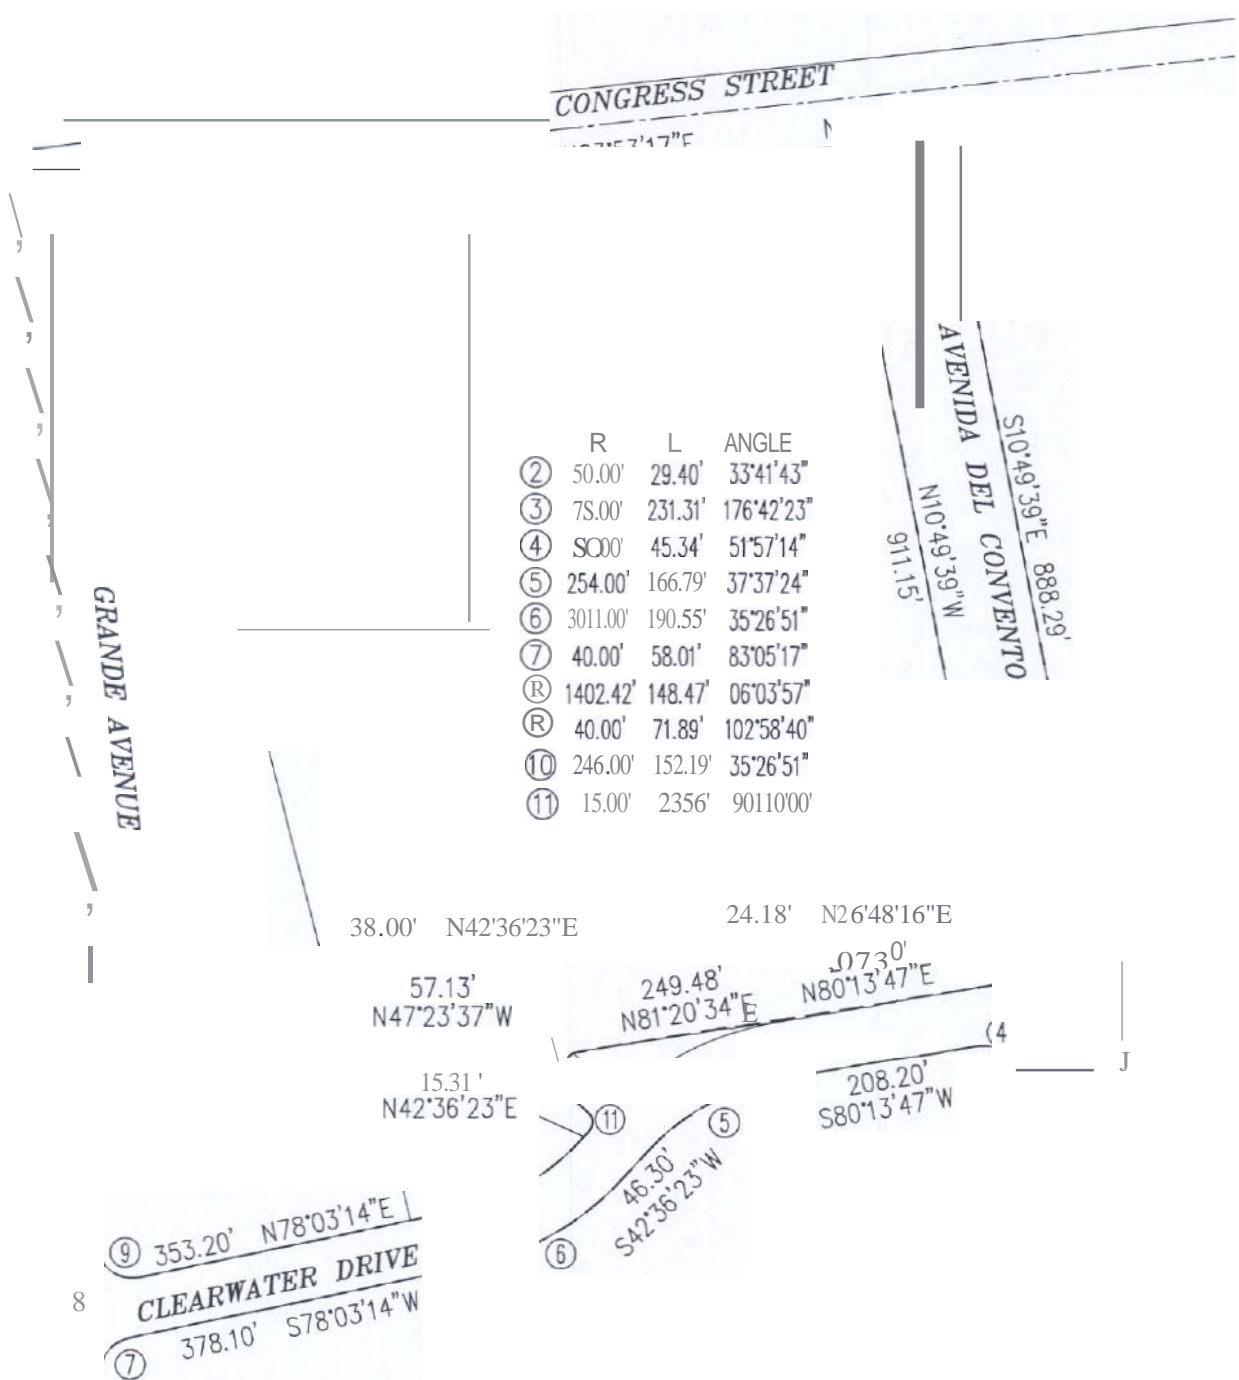 CONGRESS STREET
AVENIDA DEL CONVENTO
S10°49'39"E 888.29'
N10°49'39"W
911.15'
GRANDE AVENUE
R L ANGLE
② 50.00' 29.40' 33°41'43"
③ 7S.00' 231.31' 176°42'23"
④ SO.00' 45.34' 51°57'14"
⑤ 254.00' 166.79' 37°37'24"
⑥ 3011.00' 190.55' 35°26'51"
⑦ 40.00' 58.01' 83°05'17"
® 1402.42' 148.47' 06°03'57"
® 40.00' 71.89' 102°58'40"
⑩ 246.00' 152.19' 35°26'51"
⑪ 15.00' 2356' 90110'00'
38.00' N42'36'23"E
24.18' N26'48'16"E
57.13'
N47°23'37"W
249.48'
N81°20'34"E
E
.0730'
N80°13'47"E
(4
J
15.31 '
N42°36'23"E
208.20'
S80°13'47"W
⑪
⑤
46.30'
S42°36'23"W
⑥
⑨ 353.20' N78°03'14"E
CLEARWATER DRIVE
8
⑦ 378.10' S78°03'14"W